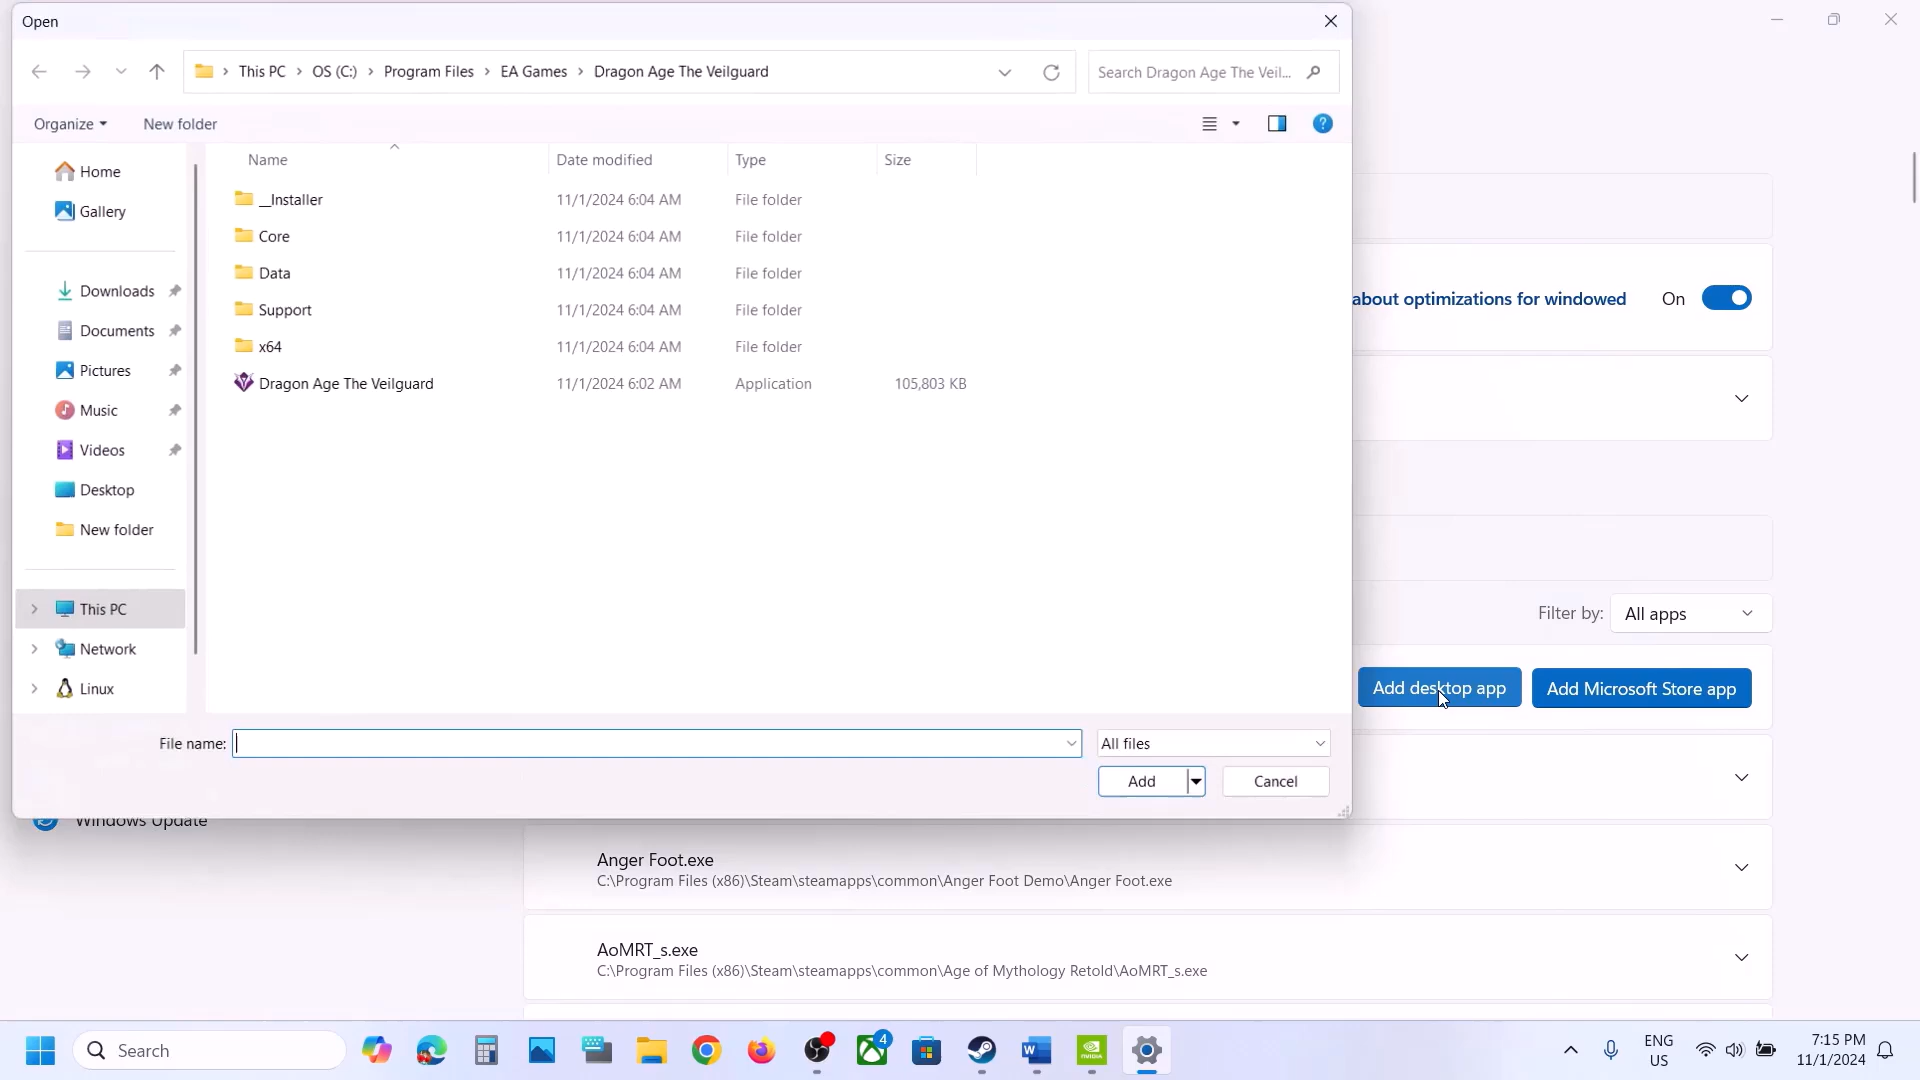 Open
This PC > OS (C:) > Program Files > EA Games > Dragon Age The Veilguard
Search Dragon Age The Veil...
Organize
New folder
Name
Date modified
Type
Size
Home
Gallery
Downloads
Documents
Pictures
Music
Videos
Desktop
New folder
This PC
Network
Linux
__Installer 11/1/2024 6:04 AM File folder
Core 11/1/2024 6:04 AM File folder
Data 11/1/2024 6:04 AM File folder
Support 11/1/2024 6:04 AM File folder
x64 11/1/2024 6:04 AM File folder
Dragon Age The Veilguard 11/1/2024 6:02 AM Application 105,803 KB
File name:
All files
Add
Cancel
about optimizations for windowed
On
Filter by: All apps
Add desktop app
Add Microsoft Store app
Windows Update
Anger Foot.exe
C:\Program Files (x86)\Steam\steamapps\common\Anger Foot Demo\Anger Foot.exe
AoMRT_s.exe
C:\Program Files (x86)\Steam\steamapps\common\Age of Mythology Retold\AoMRT_s.exe
Search
4
ENG
US
7:15 PM
11/1/2024